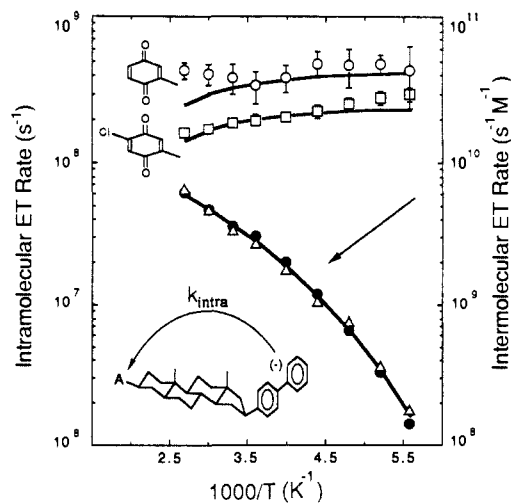 10⁹
10⁸
10⁷
10⁶
Intramolecular ET Rate (s⁻¹)
10¹¹
10¹⁰
10⁹
10⁸
Intermolecular ET Rate (s⁻¹M⁻¹)
O
O
Cl
O
O
k_intra
A
(-)
2.5
3.5
4.5
5.5
1000/T (K⁻¹)